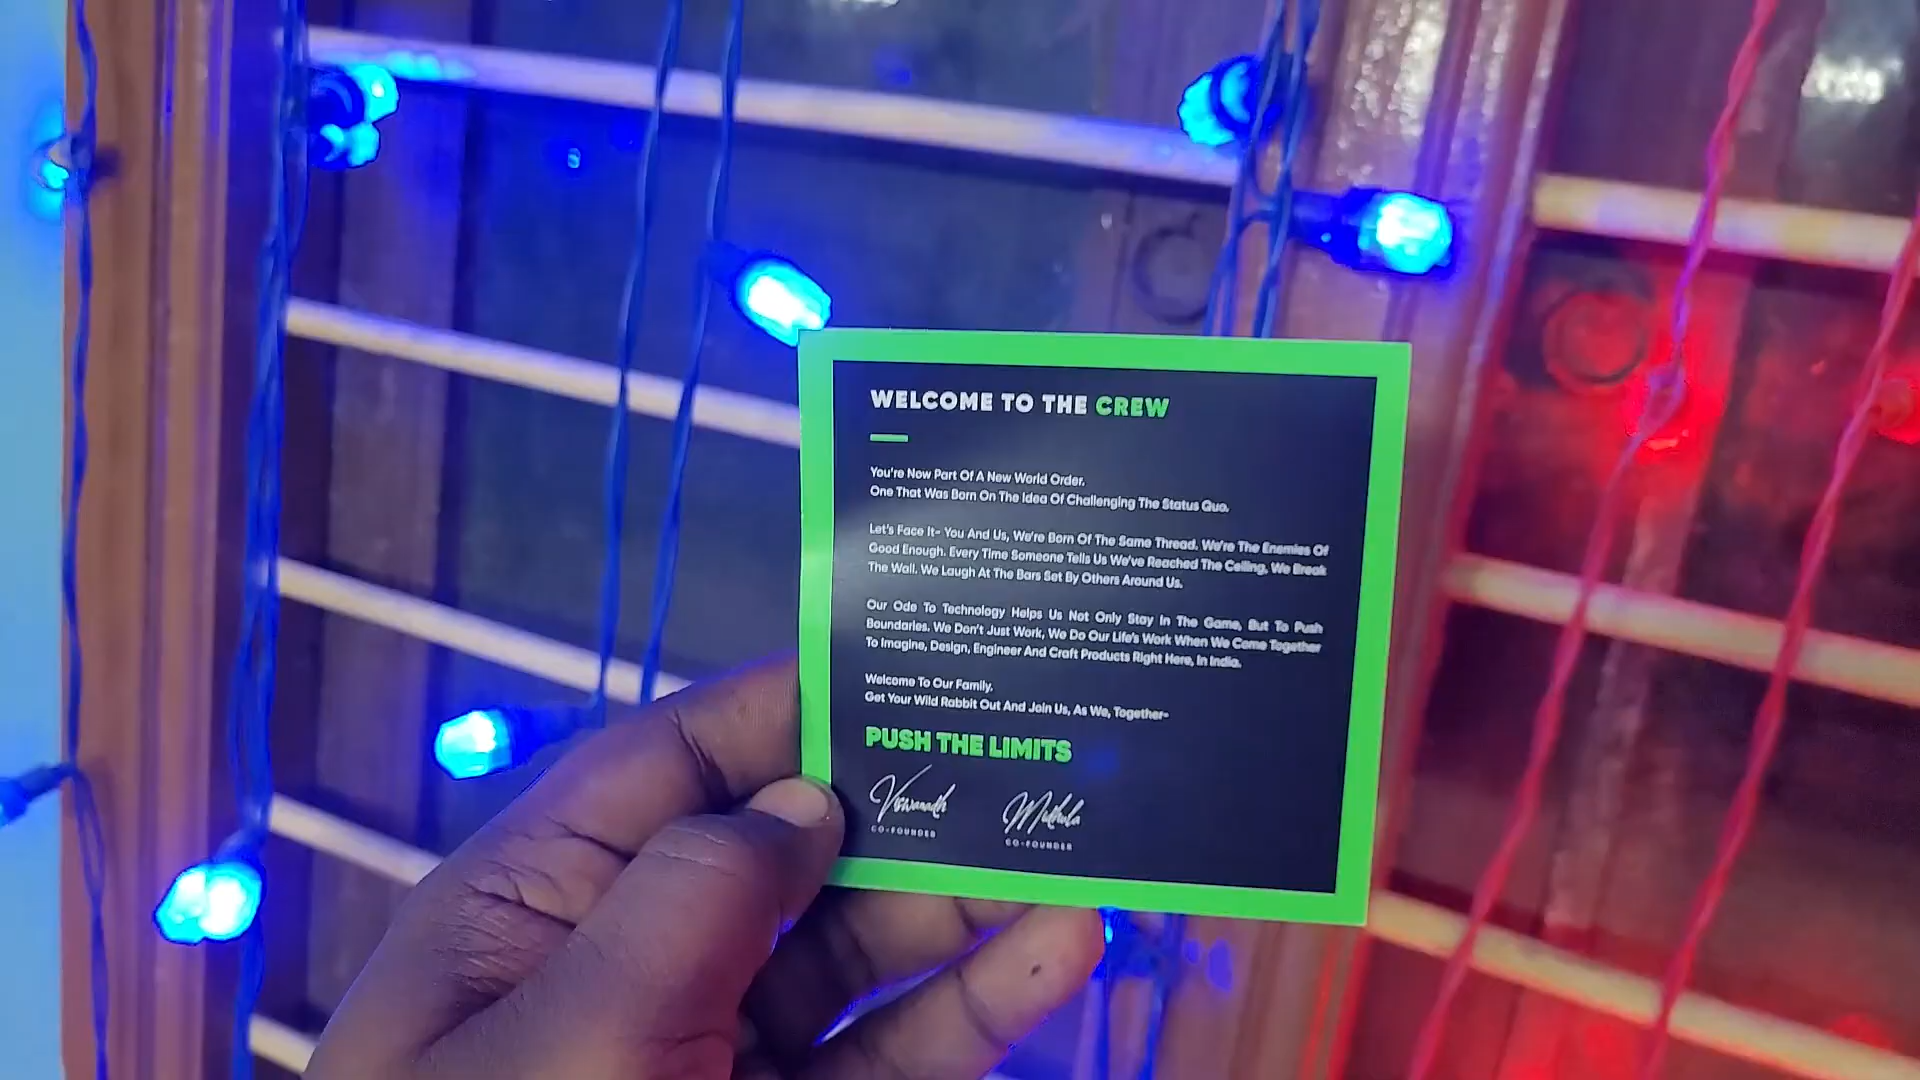 WELCOME TO THE CREW
You're Now Part Of A New World Order.
One That Was Born On The Idea Of Challenging The Status Quo.
Let's Face It- You And Us, We're Born Of The Same Thread. We're The Enemies Of
Good Enough. Every Time Someone Tells Us We've Reached The Ceiling, We Break
The Wall. We Laugh At The Bars Set By Others Around Us.
Our Ode To Technology Helps Us Not Only Stay In The Game, But To Push
Boundaries. We Don't Just Work, We Do Our Life's Work When We Come Together
To Imagine, Design, Engineer And Craft Products Right Here, In India.
Welcome To Our Family.
Get Your Wild Rabbit Out And Join Us, As We, Together-
PUSH THE LIMITS
Viswanadh Mithula
CO-FOUNDER CO-FOUNDER